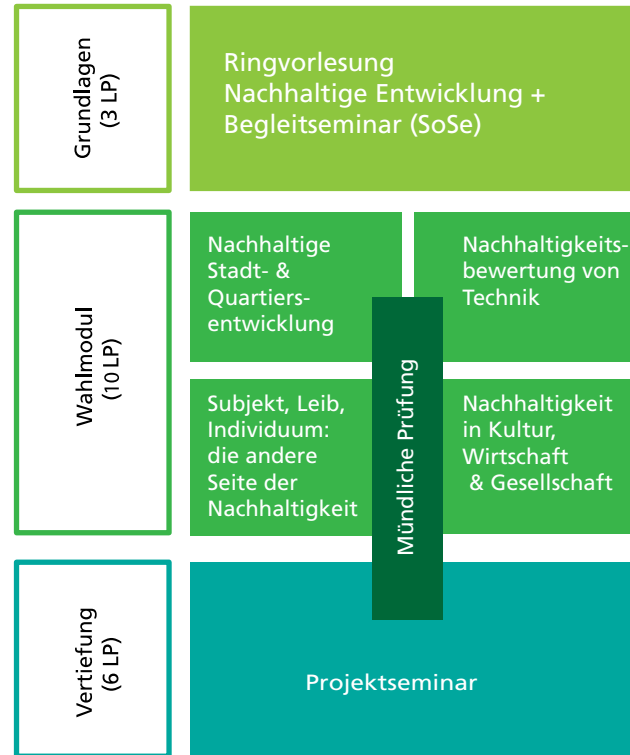 Grundlagen
(3 LP)
Ringvorlesung
Nachhaltige Entwicklung +
Begleitseminar (SoSe)
Wahlmodul
(10 LP)
Nachhaltige
Stadt- &
Quartiers-
entwicklung
Nachhaltigkeits-
bewertung von
Technik
Subjekt, Leib,
Individuum:
die andere
Seite der
Nachhaltigkeit
Nachhaltigkeit
in Kultur,
Wirtschaft
& Gesellschaft
Mündliche Prüfung
Vertiefung
(6 LP)
Projektseminar